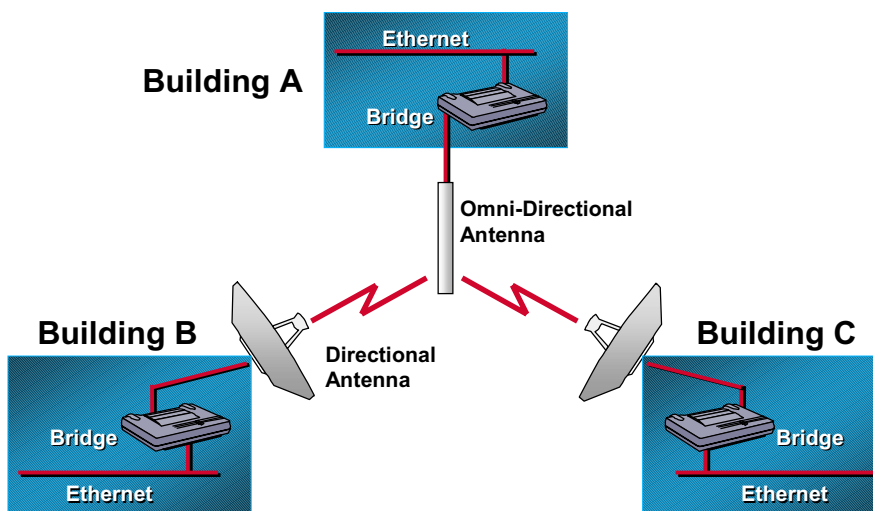 Ethernet
Building A
Bridge
Omni-Directional
Antenna
Building B
Building C
Directional
Antenna
Bridge
Bridge
Ethernet
Ethernet